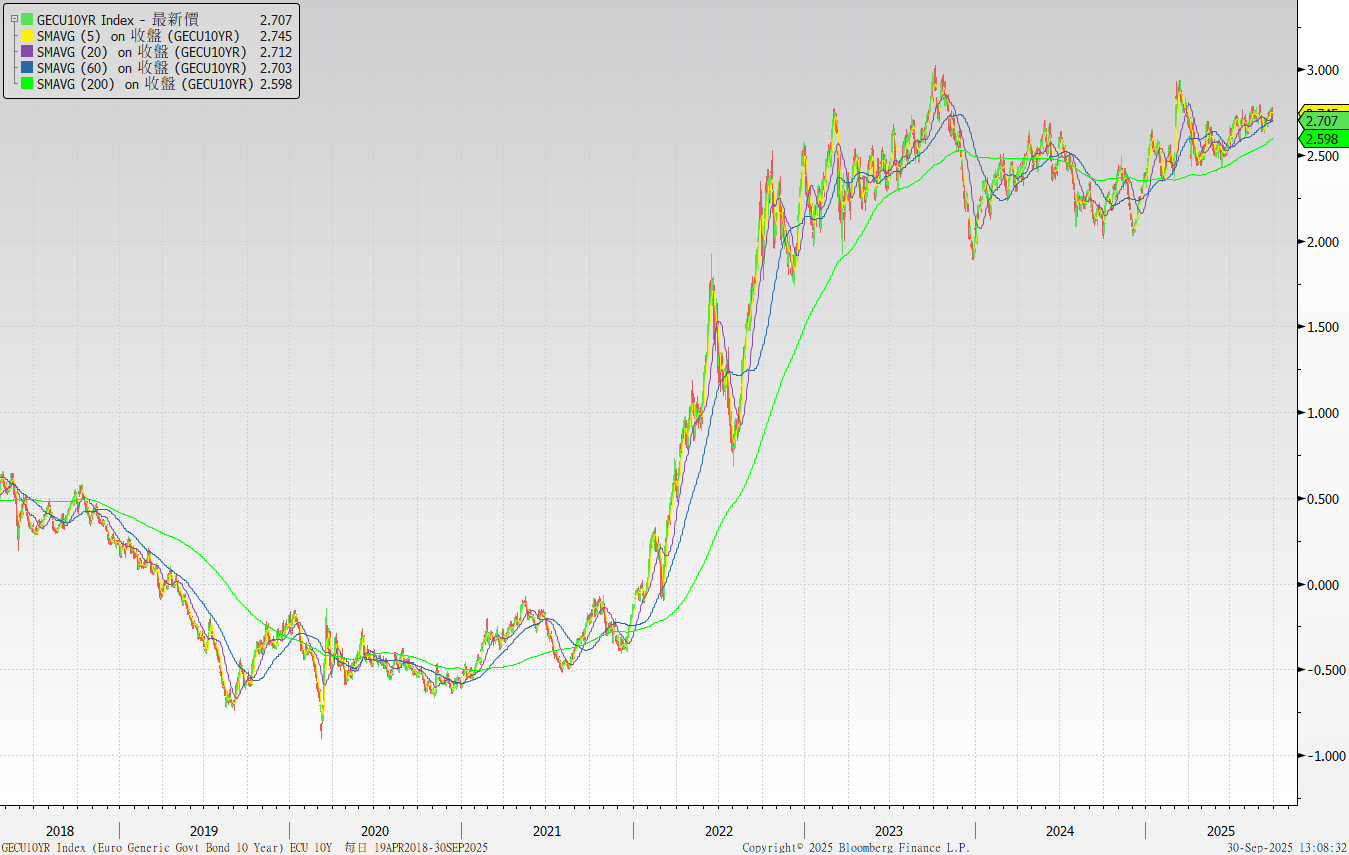 GECU10YR Index - 最新價 2.707
SMAVG (5) on 收盤 (GECU10YR) 2.745
SMAVG (20) on 收盤 (GECU10YR) 2.712
SMAVG (60) on 收盤 (GECU10YR) 2.703
SMAVG (200) on 收盤 (GECU10YR) 2.598
3.000
2.745
2.707
2.598
2.500
2.000
1.500
1.000
0.500
0.000
-0.500
-1.000
2018 2019 2020 2021 2022 2023 2024 2025
GECU10YR Index (Euro Generic Govt Bond 10 Year) ECU 10Y 每日 19APR2018-30SEP2025 Copyright© 2025 Bloomberg Finance L.P. 30-Sep-2025 13:08:32